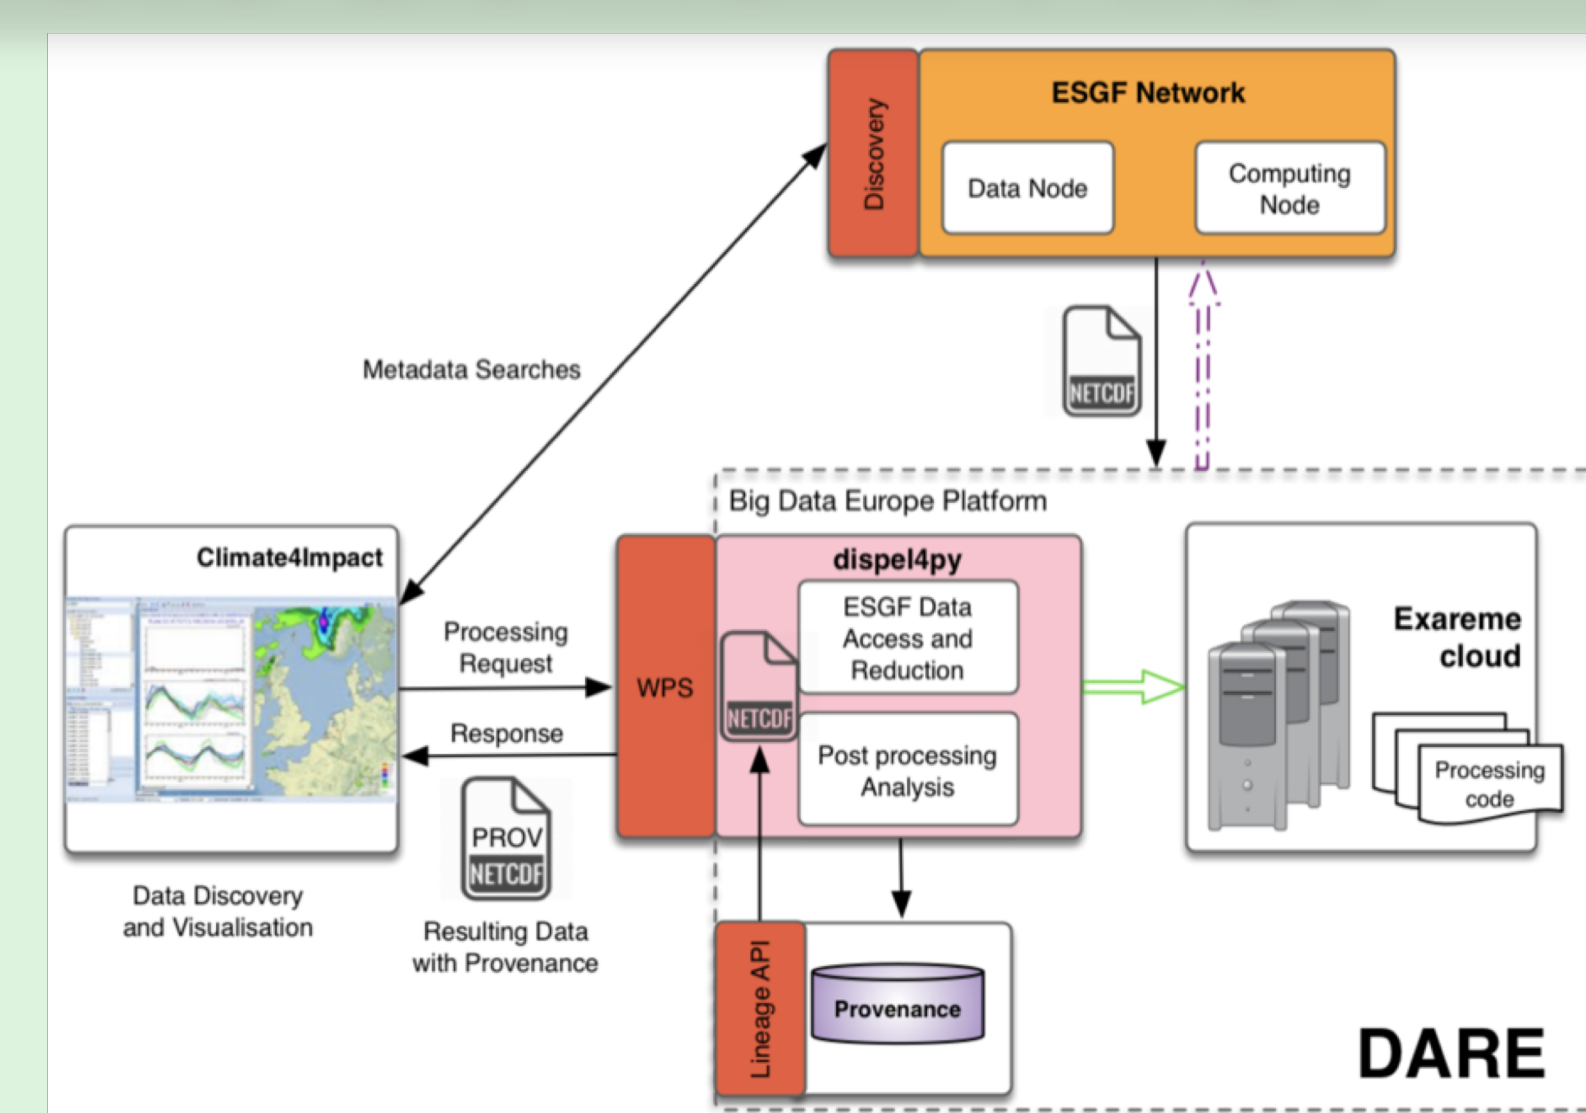 ESGF Network
Discovery
Data Node
Computing
Node
Metadata Searches
NETCDF
Big Data Europe Platform
Climate4Impact
dispel4py
ESGF Data
Access and
Reduction
Processing
Request
WPS
NETCDF
Exareme
cloud
Response
Post processing
Analysis
Processing
code
PROV
NETCDF
Data Discovery
and Visualisation
Resulting Data
with Provenance
Lineage API
Provenance
DARE